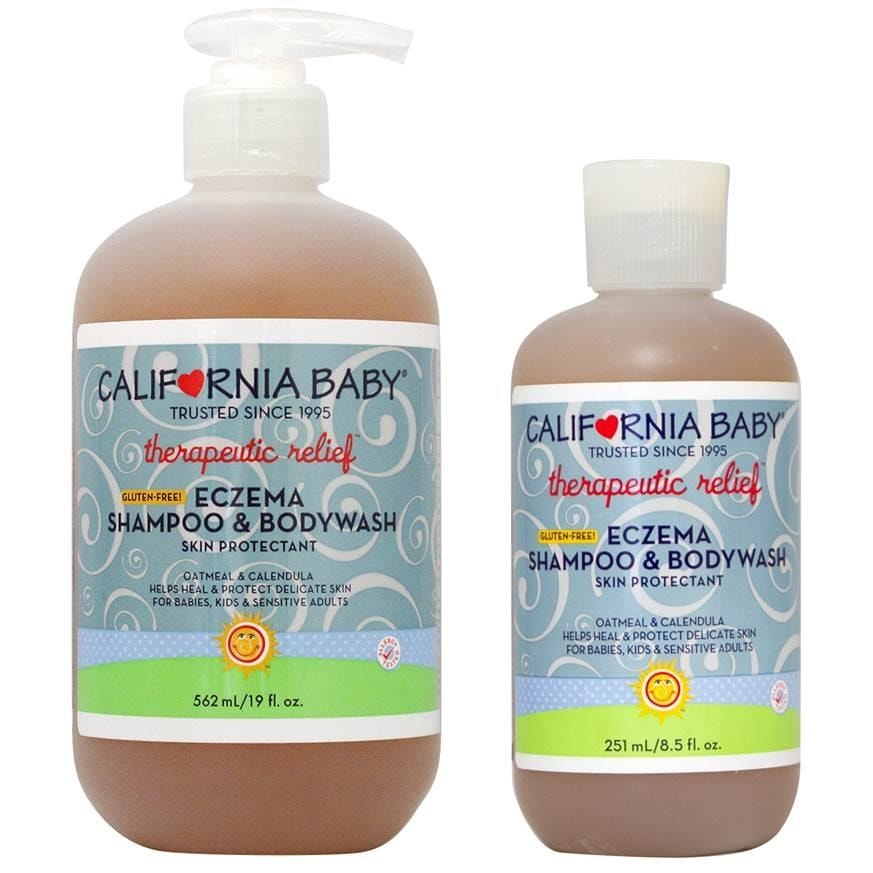 CALIFORNIA BABY®
TRUSTED SINCE 1995
therapeutic relief™
GLUTEN-FREE! ECZEMA
SHAMPOO & BODYWASH
SKIN PROTECTANT
OATMEAL & CALENDULA
HELPS HEAL & PROTECT DELICATE SKIN
FOR BABIES, KIDS & SENSITIVE ADULTS
ALLERGY TESTED
562 mL/19 fl. oz.
CALIFORNIA BABY®
TRUSTED SINCE 1995
therapeutic relief™
GLUTEN-FREE! ECZEMA
SHAMPOO & BODYWASH
SKIN PROTECTANT
OATMEAL & CALENDULA
HELPS HEAL & PROTECT DELICATE SKIN
FOR BABIES, KIDS & SENSITIVE ADULTS
251 mL/8.5 fl. oz.